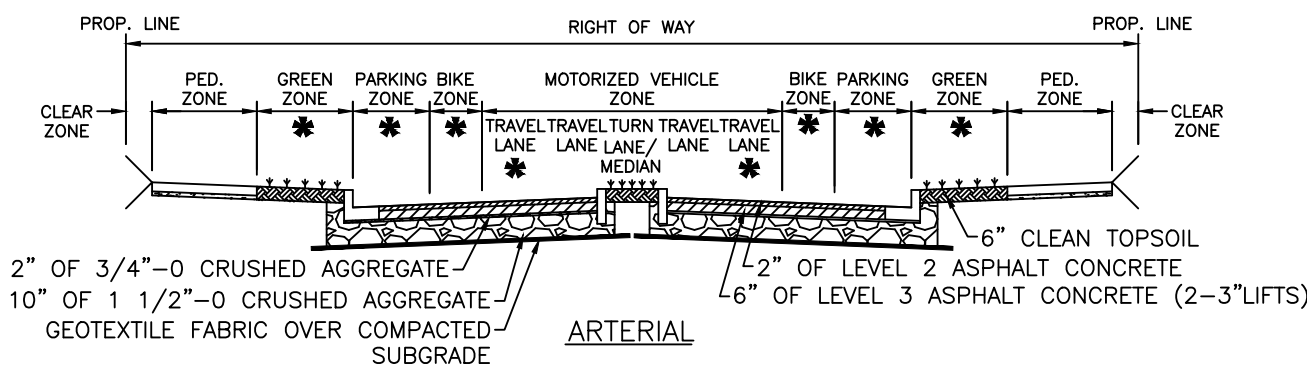 PROP. LINE
RIGHT OF WAY
PROP. LINE
PED.
ZONE
GREEN
ZONE
PARKING
ZONE
BIKE
ZONE
MOTORIZED VEHICLE
ZONE
BIKE
ZONE
PARKING
ZONE
GREEN
ZONE
PED.
ZONE
CLEAR
ZONE
CLEAR
ZONE
TRAVEL
LANE
TRAVEL
LANE
TURN
LANE/
MEDIAN
TRAVEL
LANE
TRAVEL
LANE
6" CLEAN TOPSOIL
2" OF 3/4"-0 CRUSHED AGGREGATE
2" OF LEVEL 2 ASPHALT CONCRETE
10" OF 1 1/2"-0 CRUSHED AGGREGATE
6" OF LEVEL 3 ASPHALT CONCRETE (2-3"LIFTS)
GEOTEXTILE FABRIC OVER COMPACTED
SUBGRADE
ARTERIAL